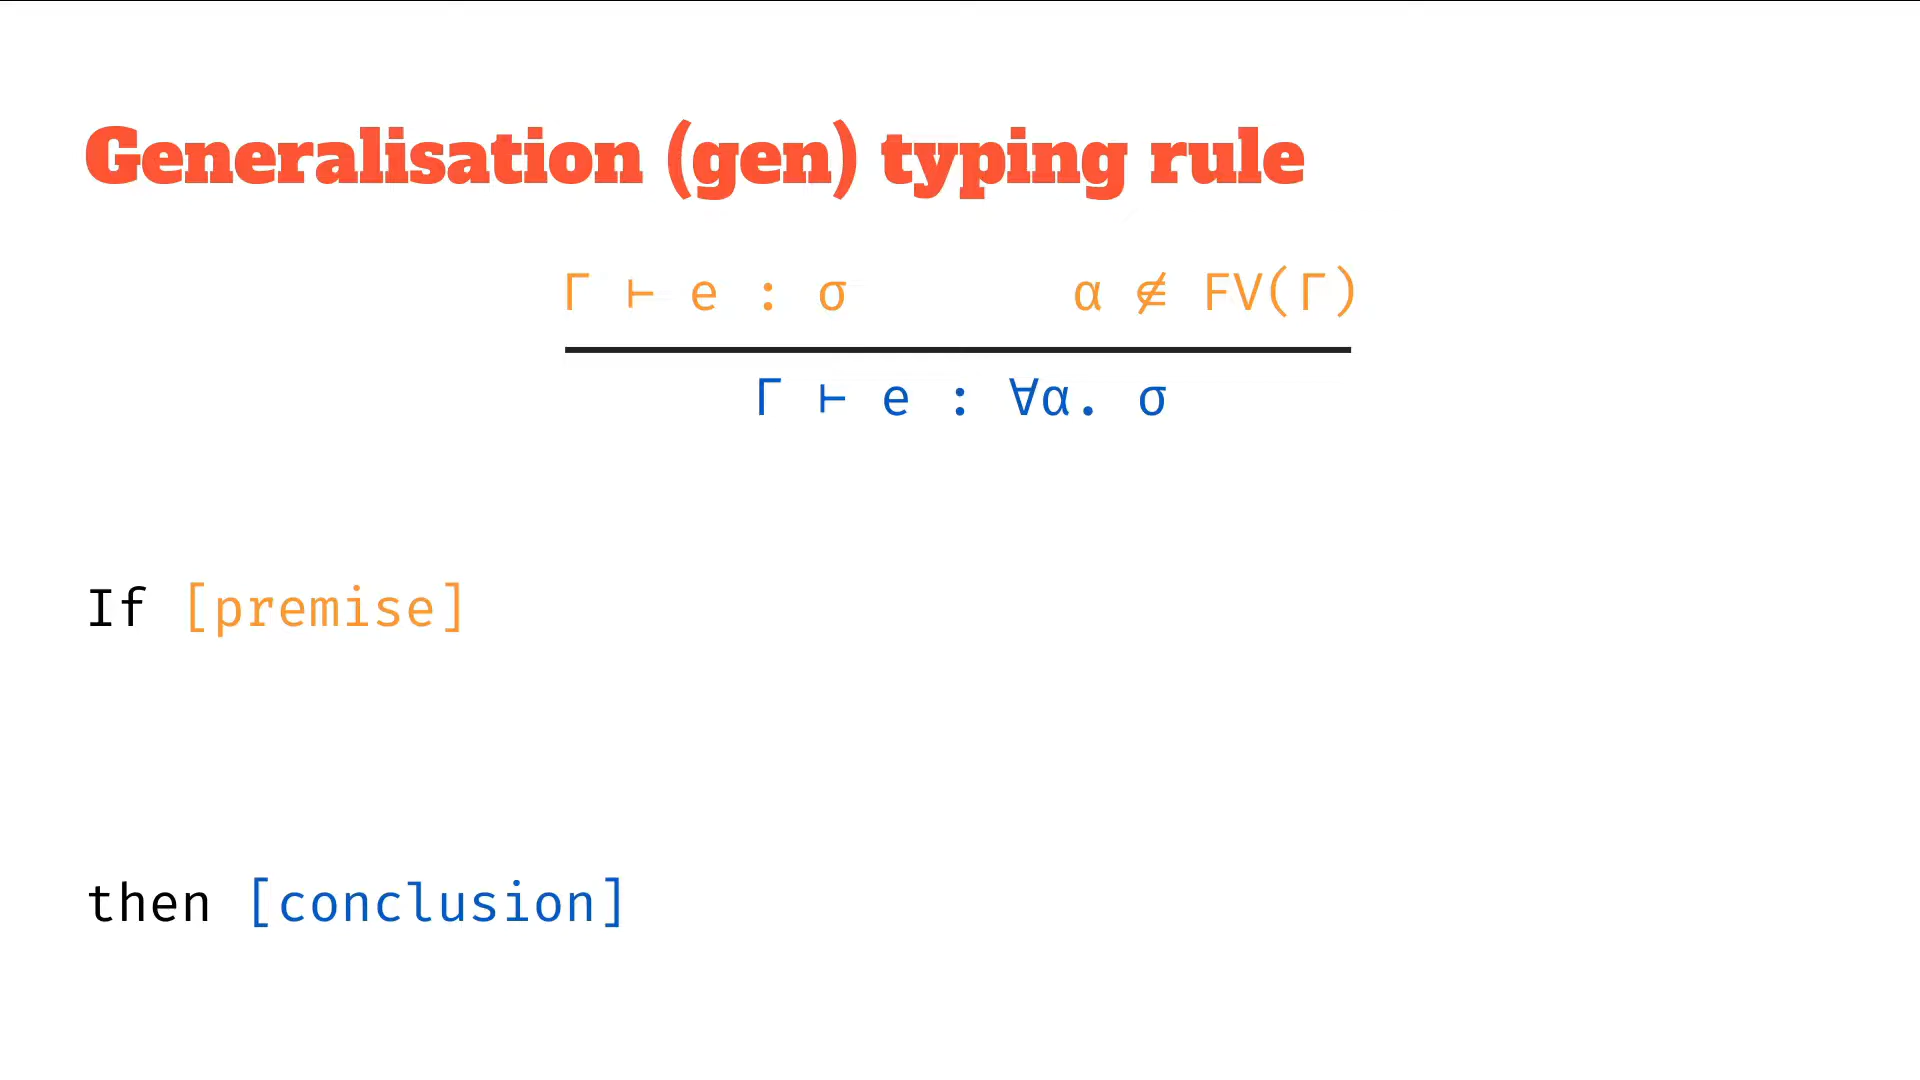 Generalisation (gen) typing rule
Γ ⊢ e : σ α ∉ FV(Γ)
Γ ⊢ e : ∀α. σ
If [premise]
then [conclusion]